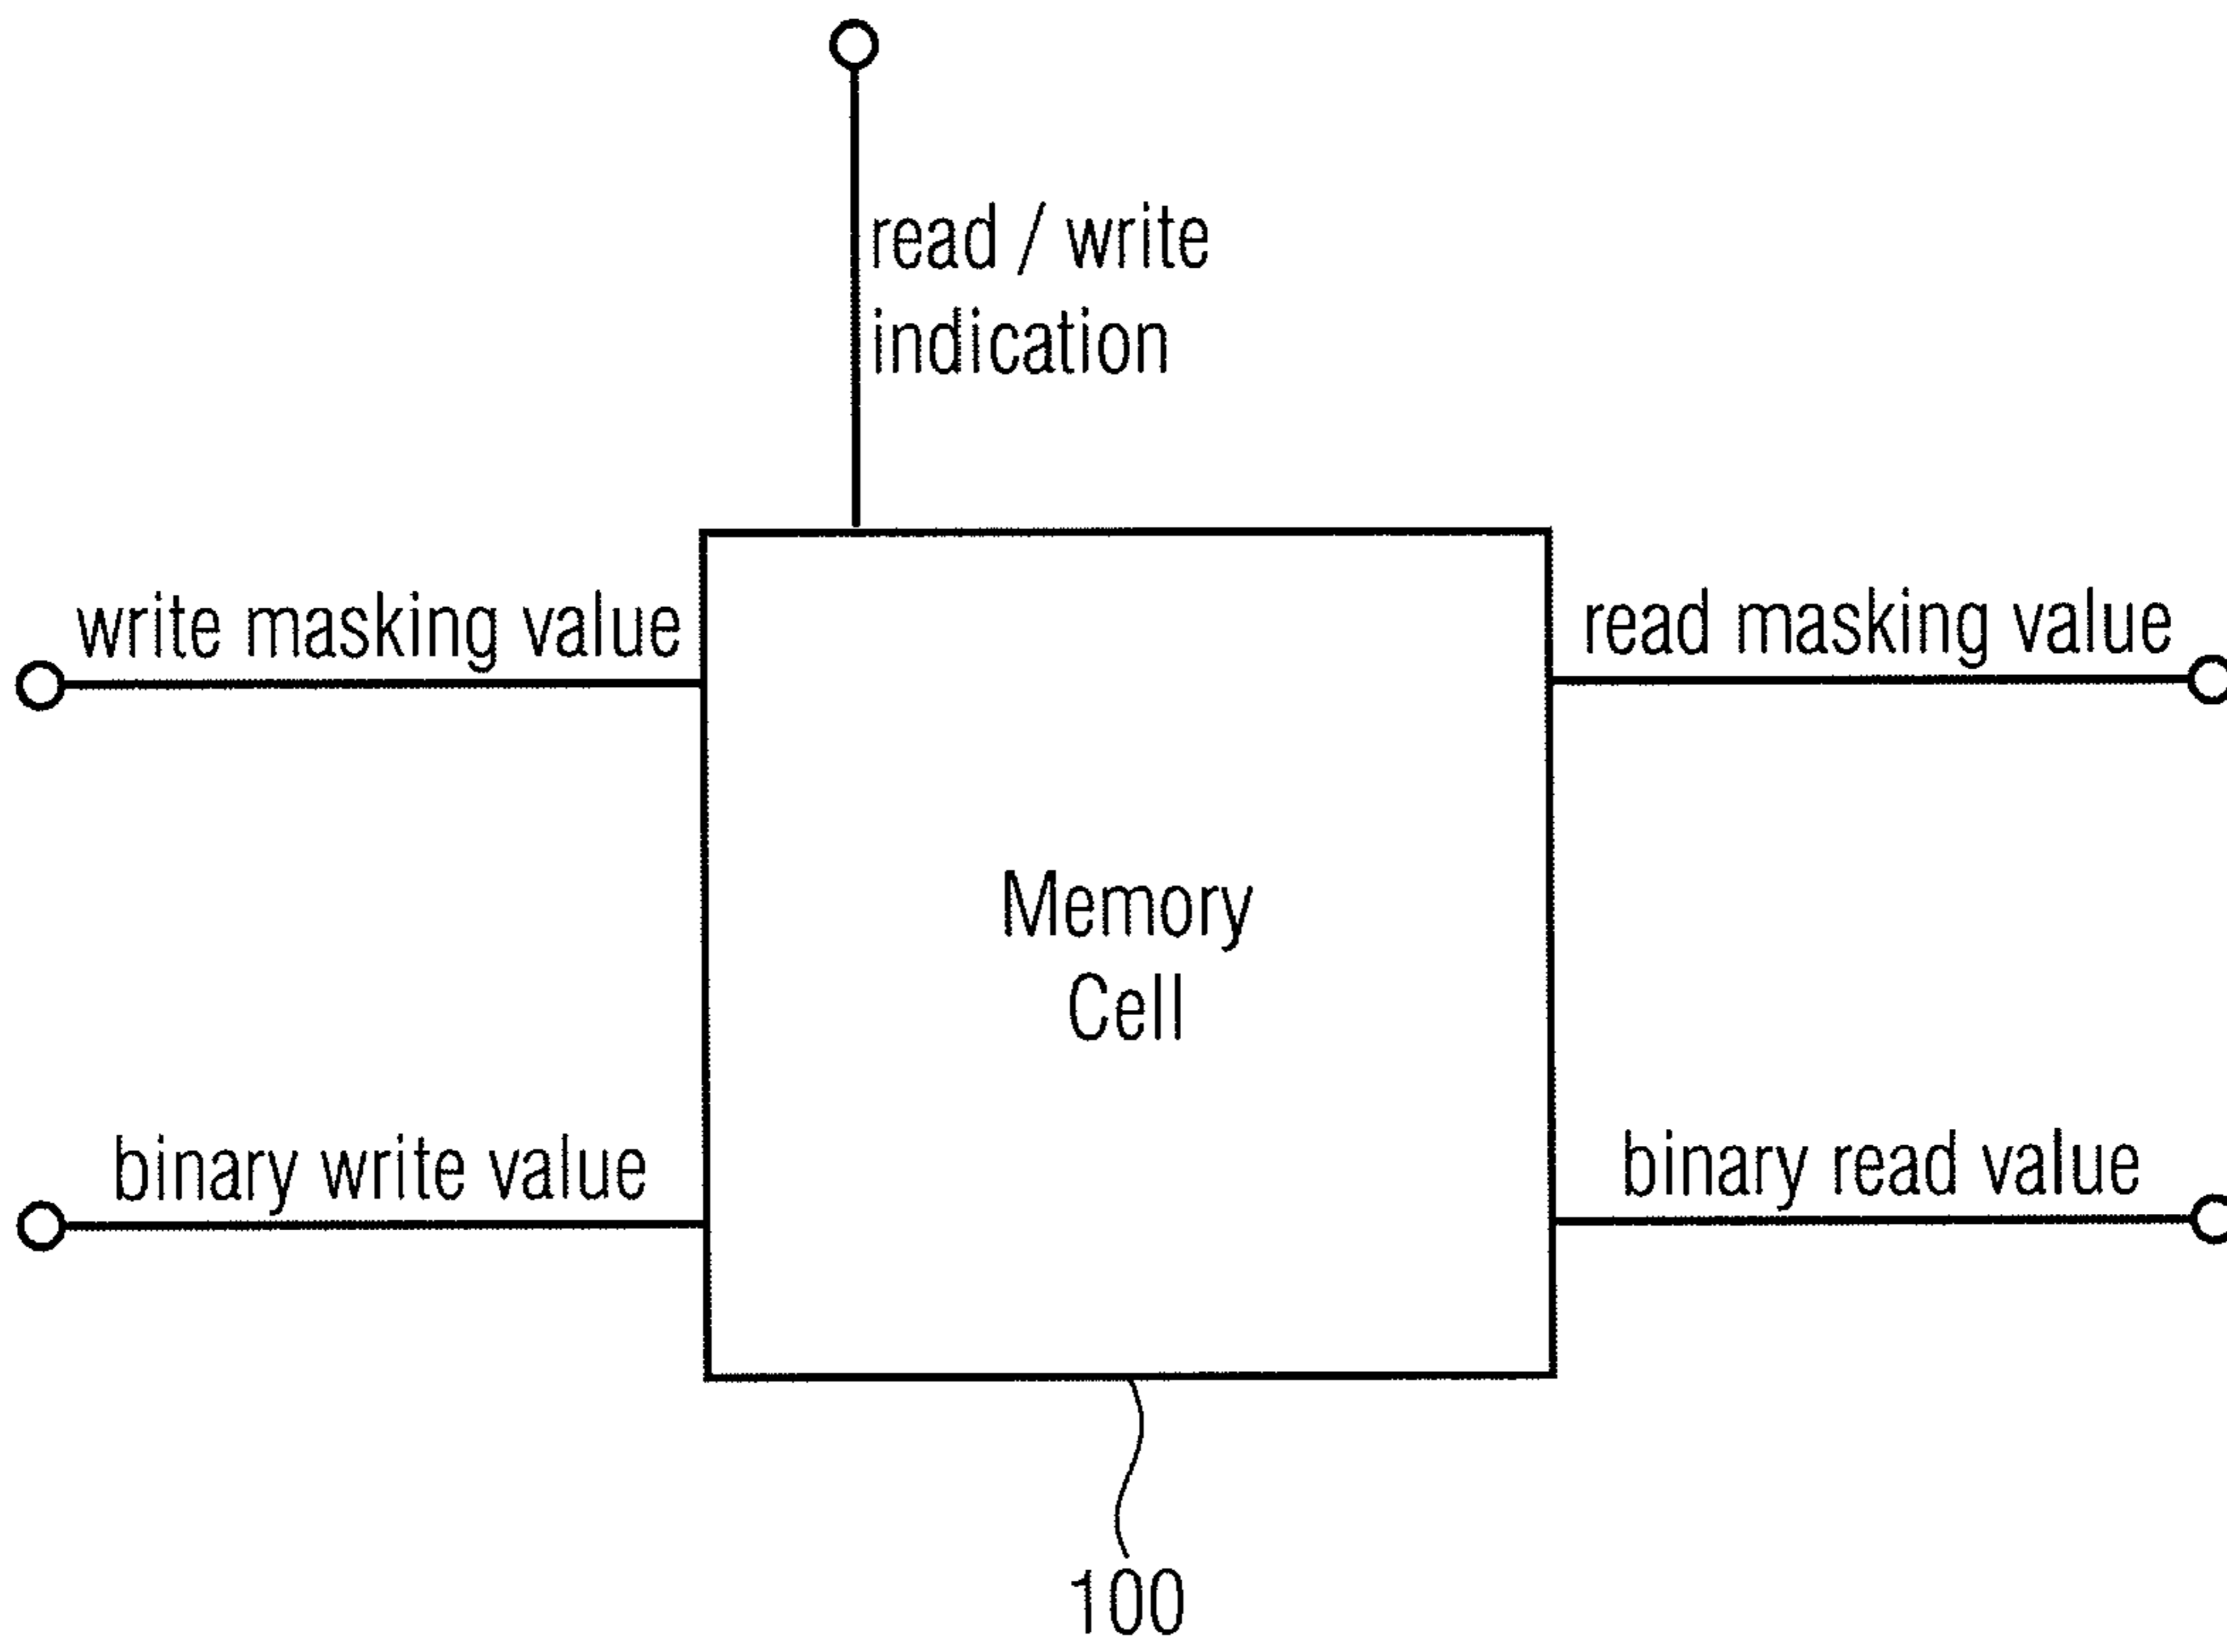 read / write
indication
write masking value
read masking value
Memory
Cell
binary write value
binary read value
100